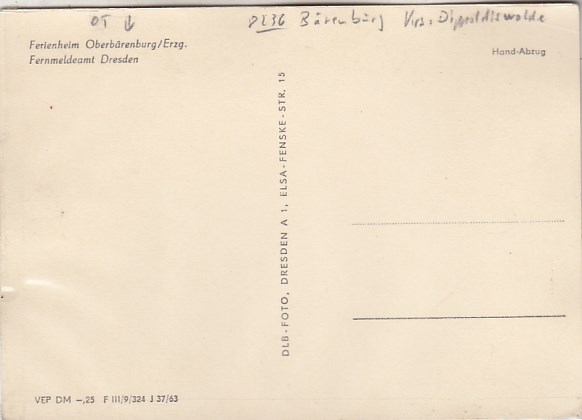 OT
8236 Bärenburg Krs. Dippoldiswalde
Ferienheim Oberbärenburg/Erzg.
Fernmeldeamt Dresden
Hand-Abzug
DLB-FOTO, DRESDEN A 1, ELSA-FENSKE-STR. 15
VEP DM —,25 F III/9/324 J 37/63